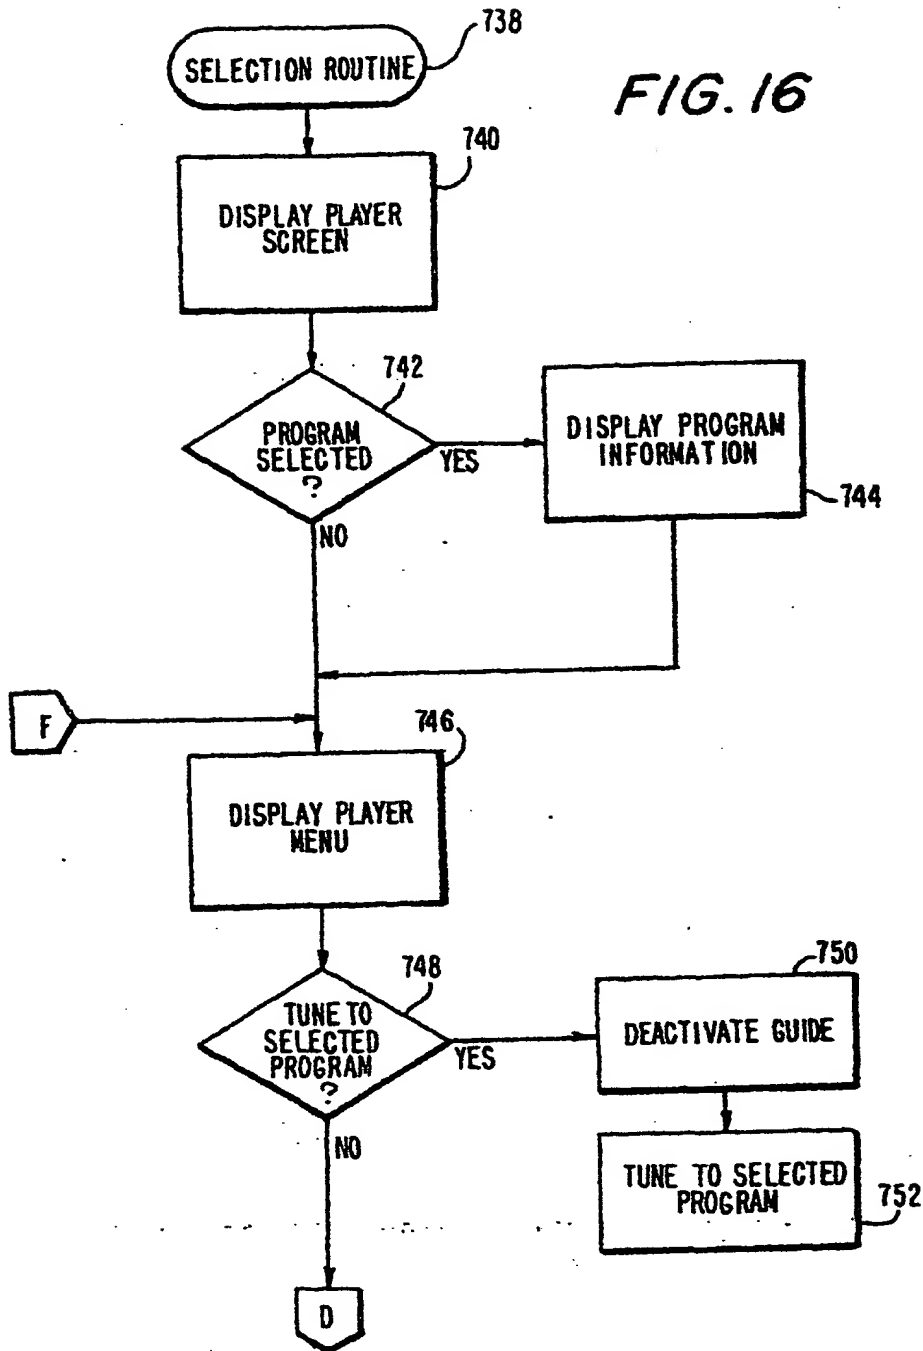 738
SELECTION ROUTINE
FIG. 16
740
DISPLAY PLAYER
SCREEN
742
PROGRAM
SELECTED
?
YES
NO
DISPLAY PROGRAM
INFORMATION
744
F
746
DISPLAY PLAYER
MENU
748
TUNE TO
SELECTED
PROGRAM
?
YES
NO
750
DEACTIVATE GUIDE
TUNE TO SELECTED
PROGRAM
752
D